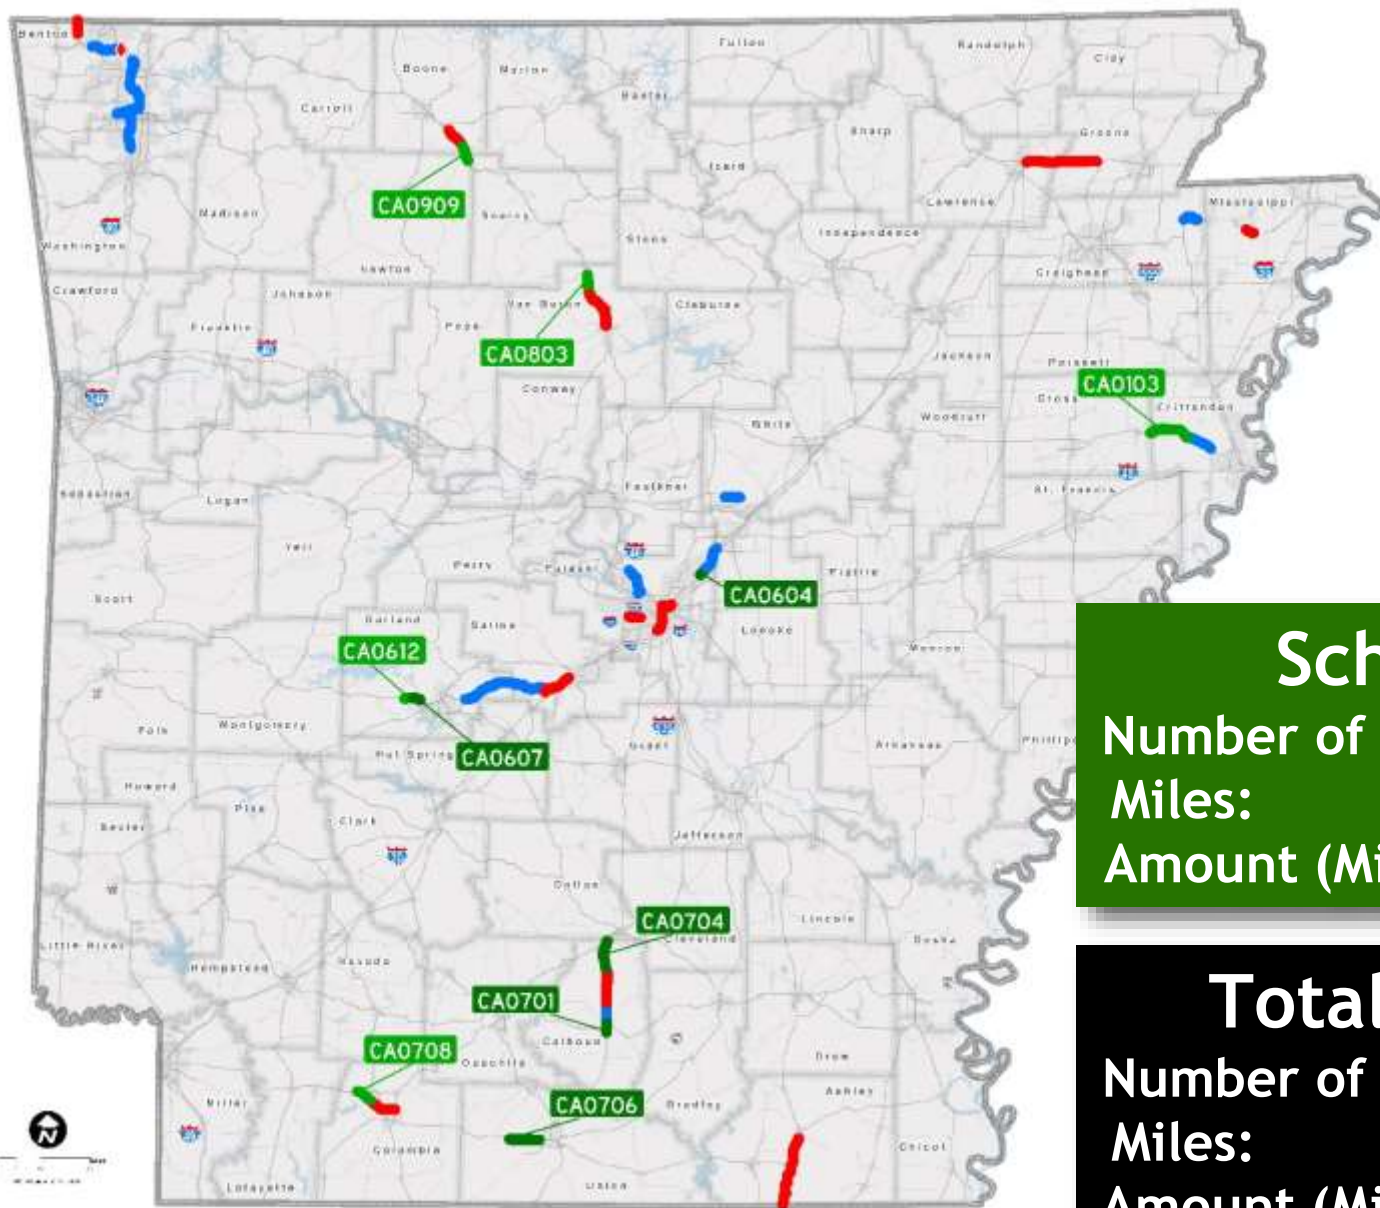 Benton
Boone
Marion
Fulton
Randolph
Clay
Carroll
Baxter
Sharp
Greene
Izard
CA0909
Madison
Searcy
Lawrence
Mississippi
Washington
Stone
Independence
Newton
Craighead
Crawford
Johnson
Van Buren
Cleburne
Franklin
Pope
CA0803
Jackson
Poinsett
CA0103
Conway
Cross
Crittenden
White
Woodruff
Sebastian
Logan
Faulkner
St. Francis
Yell
Perry
Pulaski
Prairie
Scott
CA0604
Garland
Saline
Lonoke
CA0612
Monroe
Polk
Montgomery
Hot Spring
CA0607
Grant
Arkansas
Phillips
Howard
Pike
Clark
Sevier
Jefferson
Dallas
CA0704
Cleveland
Lincoln
Desha
Little River
Hempstead
Nevada
CA0701
Calhoun
CA0708
Ouachita
Drew
Miller
CA0706
Bradley
Ashley
Columbia
Chicot
Lafayette
Union
N
Sch
Number of
Miles:
Amount (Mi
Total
Number of
Miles:
Amount (Mi